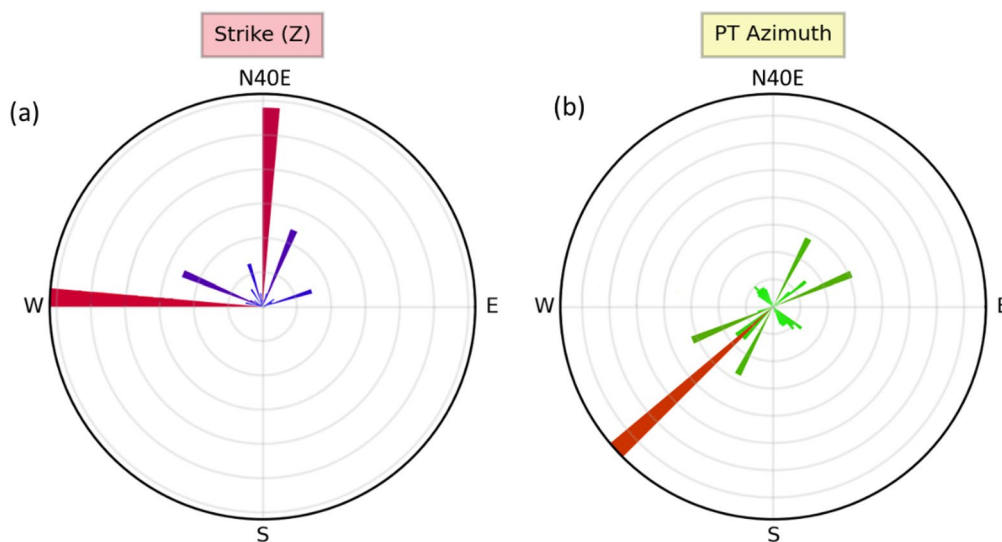 Strike (Z)
PT Azimuth
N40E
N40E
(a)
(b)
W
E
W
E
S
S